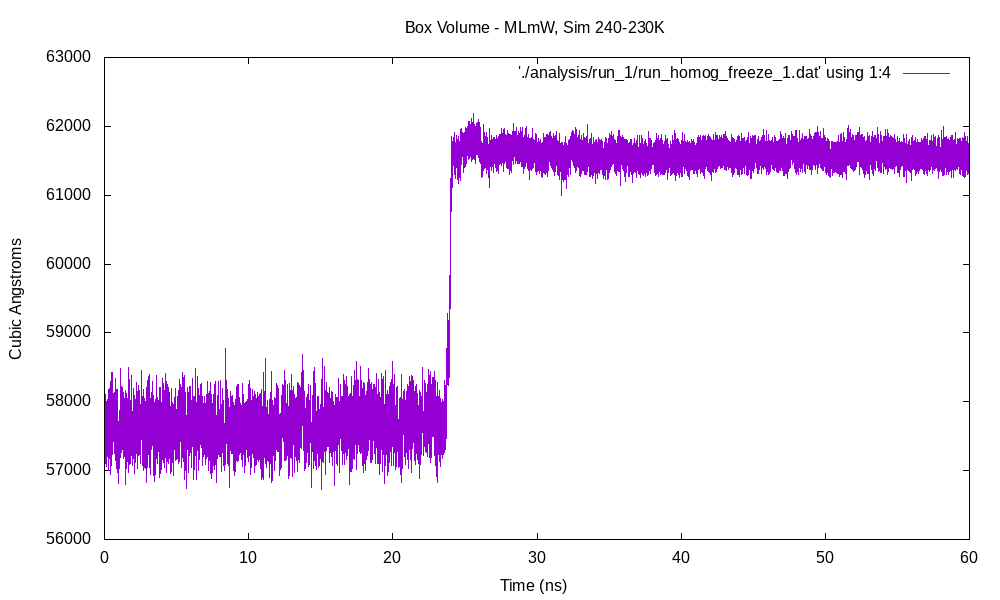 Box Volume - MLmW, Sim 240-230K
'./analysis/run_1/run_homog_freeze_1.dat' using 1:4
63000
62000
61000
60000
59000
58000
57000
56000
Cubic Angstroms
0 10 20 30 40 50 60
Time (ns)